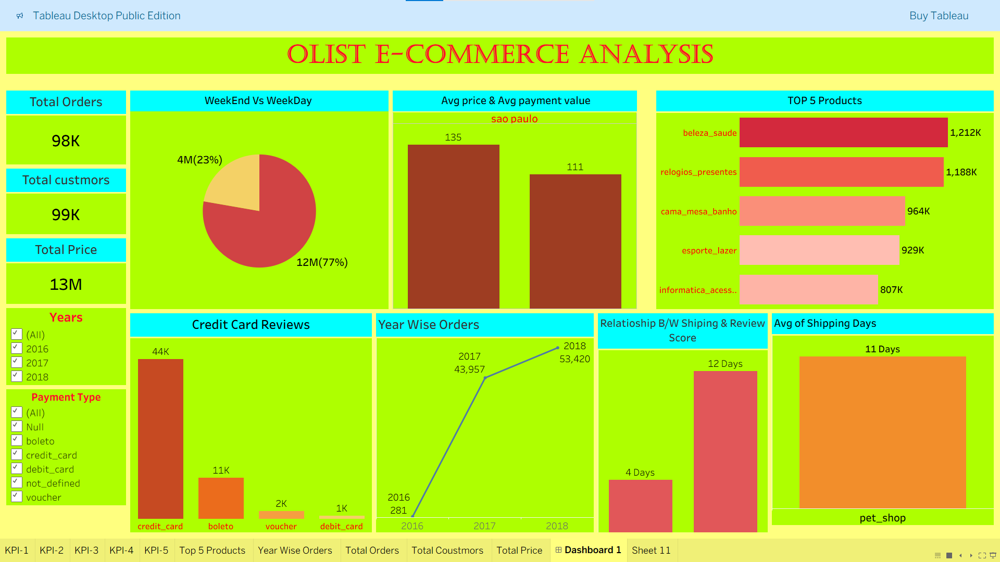 Tableau Desktop Public Edition
Buy Tableau
OLIST E-COMMERCE ANALYSIS
Total Orders
98K
Total custmors
99K
Total Price
13M
Years
(All)
2016
2017
2018
Payment Type
(All)
Null
boleto
credit_card
debit_card
not_defined
voucher
WeekEnd Vs WeekDay
4M(23%)
12M(77%)
Avg price & Avg payment value
sao paulo
135
111
TOP 5 Products
beleza_saude
1,212K
relogios_presentes
1,188K
cama_mesa_banho
964K
esporte_lazer
929K
informatica_acess..
807K
Credit Card Reviews
44K
11K
2K
1K
credit_card
boleto
voucher
debit_card
Year Wise Orders
2018
53,420
2017
43,957
2016
281
2016
2017
2018
Relatioship B/W Shiping & Review
Score
12 Days
4 Days
Avg of Shipping Days
11 Days
pet_shop
KPI-1
KPI-2
KPI-3
KPI-4
KPI-5
Top 5 Products
Year Wise Orders
Total Orders
Total Coustmors
Total Price
Dashboard 1
Sheet 11